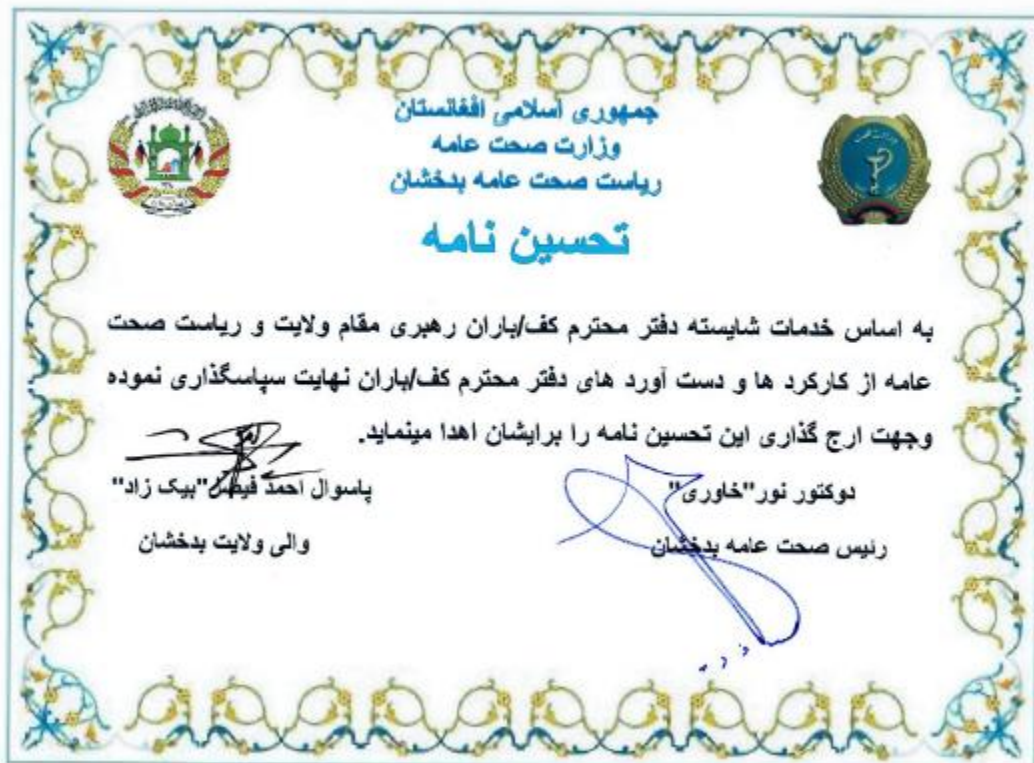 جمهوری اسلامی افغانستان
وزارت صحت عامه
ریاست صحت عامه بدخشان
تحسین نامه
به اساس خدمات شایسته دفتر محترم کف/باران رهبری مقام ولایت و ریاست صحت
عامه از کارکرد ها و دست آورد های دفتر محترم کف/باران نهایت سپاسگذاری نموده
وجهت ارج گذاری این تحسین نامه را برایشان اهدا مینماید.
دوکتور نور"خاوری"
پاسوال احمد فیصل"بیک زاد"
رئیس صحت عامه بدخشان
والی ولایت بدخشان